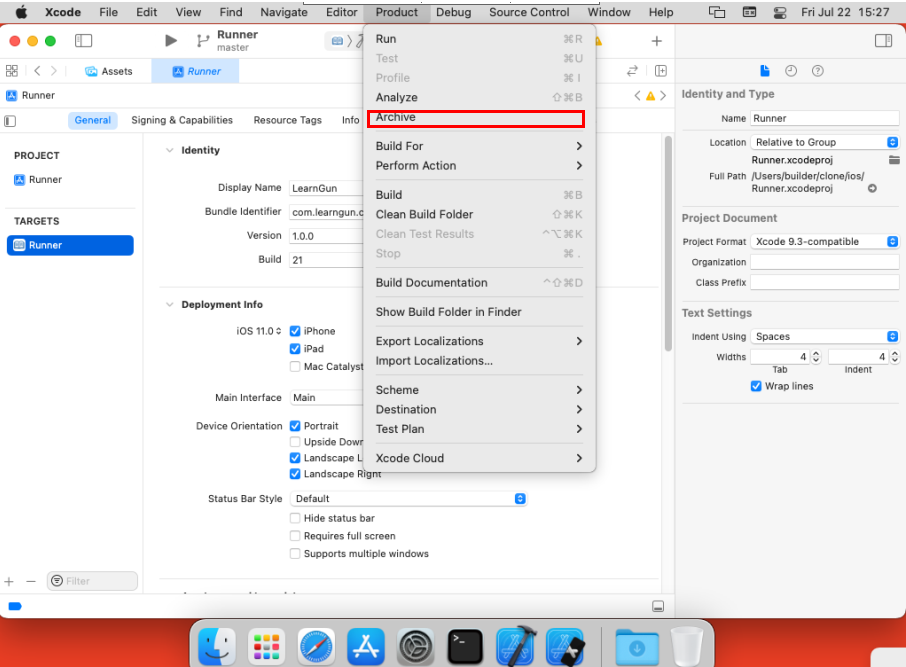 Xcode File Edit View Find Navigate Editor Product Debug Source Control Window Help Fri Jul 22 15:27
Runner
master
Assets Runner
Runner
General Signing & Capabilities Resource Tags Info
PROJECT
Runner
TARGETS
Runner
Filter
Identity
Display Name LearnGun
Bundle Identifier com.learngun.c
Version 1.0.0
Build 21
Deployment Info
iOS 11.0 iPhone
iPad
Mac Catalyst
Main Interface Main
Device Orientation Portrait
Upside Dow
Landscape L
Landscape Right
Status Bar Style Default
Hide status bar
Requires full screen
Supports multiple windows
Run ⌘R
Test ⌘U
Profile ⌘I
Analyze ⇧⌘B
Archive
Build For
Perform Action
Build ⌘B
Clean Build Folder ⇧⌘K
Clean Test Results ^⌥⌘K
Stop ⌘.
Build Documentation ^⇧⌘D
Show Build Folder in Finder
Export Localizations
Import Localizations...
Scheme
Destination
Test Plan
Xcode Cloud
Identity and Type
Name Runner
Location Relative to Group
Runner.xcodeproj
Full Path /Users/builder/clone/ios/
Runner.xcodeproj
Project Document
Project Format Xcode 9.3-compatible
Organization
Class Prefix
Text Settings
Indent Using Spaces
Widths 4 4
Tab Indent
Wrap lines